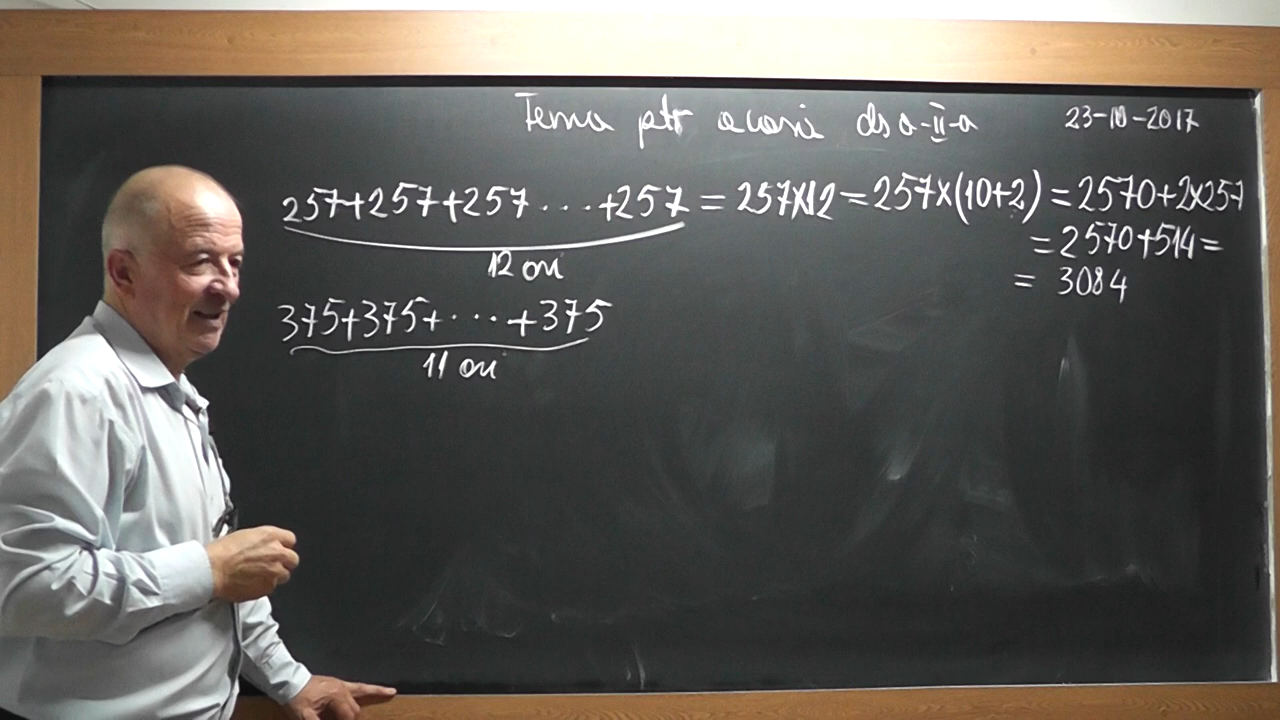 Tema ptr acasă cls a-II-a 23-10-2017
257+257+257...+257 = 257x12 = 257x(10+2) = 2570+2x257
12 ori
= 2570+514 =
= 3084
375+375+...+375
11 ori